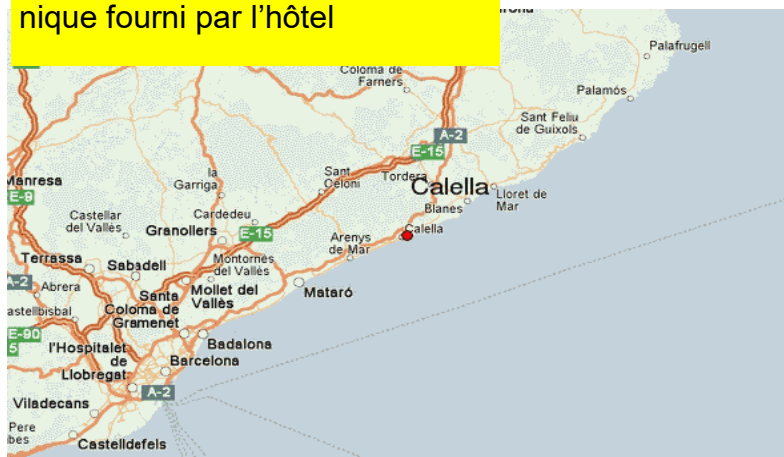 nique fourni par l’hôtel
Palafrugell
Coloma de
Farners
Palamós
Sant Feliu
de Guixols
A-2
E-15
la
Garriga
Sant
Celoni
Tordera
Calella
Manresa
E-9
Lloret de
Mar
Blanes
Castellar
del Vallès
Cardedeu
Granollers
E-15
Calella
Arenys
de Mar
Terrassa
Sabadell
Montornès
del Vallès
A-2
Abrera
Santa
Coloma de
Gramenet
Mollet del
Vallès
Mataró
E-90
l'Hospitalet
de
Llobregat
Badalona
Barcelona
A-2
Viladecans
Pere
Castelldefels